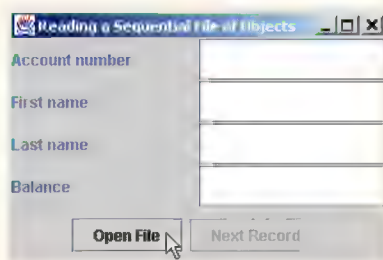 Reading a Sequential File of Objects
Account number
First name
Last name
Balance
Open File Next Record